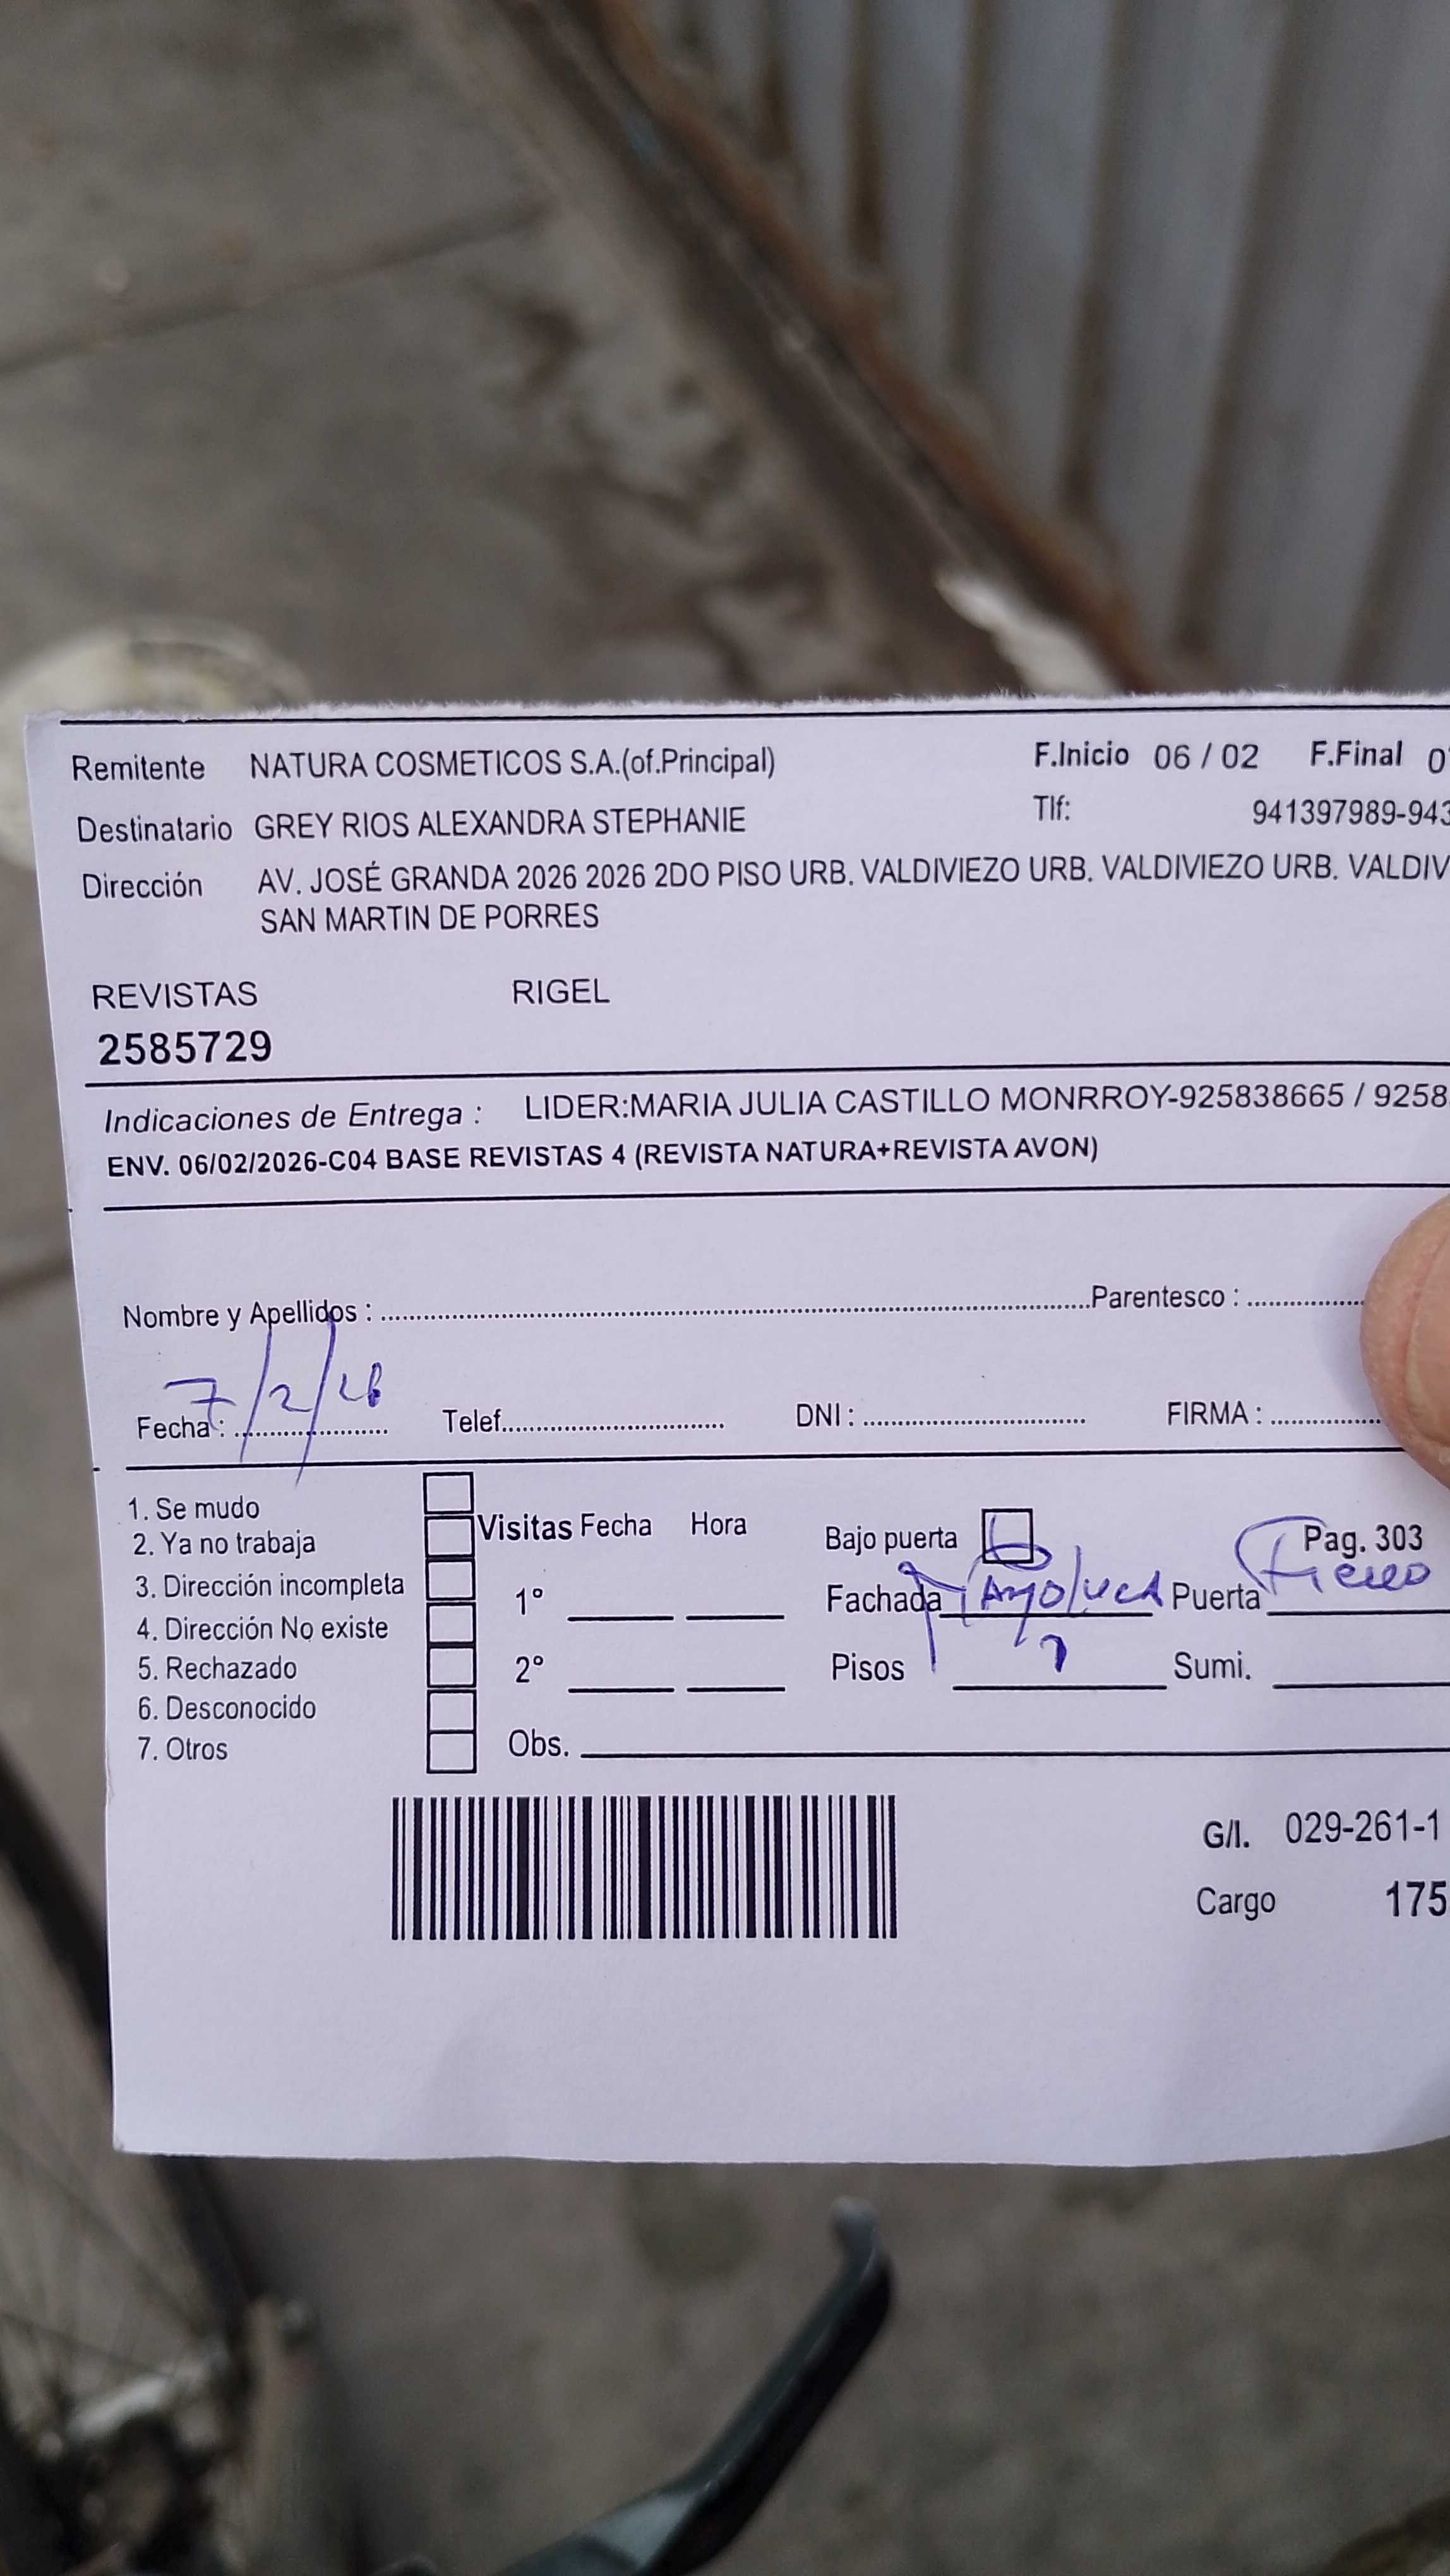 Remitente NATURA COSMETICOS S.A.(of.Principal) F.Inicio 06 / 02 F.Final 0
Destinatario GREY RIOS ALEXANDRA STEPHANIE Tlf: 941397989-943
Dirección AV. JOSÉ GRANDA 2026 2026 2DO PISO URB. VALDIVIEZO URB. VALDIVIEZO URB. VALDIV
SAN MARTIN DE PORRES
REVISTAS RIGEL
2585729
Indicaciones de Entrega : LIDER:MARIA JULIA CASTILLO MONRROY-925838665 / 9258
ENV. 06/02/2026-C04 BASE REVISTAS 4 (REVISTA NATURA+REVISTA AVON)
Nombre y Apellidos : Parentesco :
Fecha : 7/2/26 Telef. DNI : FIRMA :
1. Se mudo
2. Ya no trabaja
3. Dirección incompleta
4. Dirección No existe
5. Rechazado
6. Desconocido
7. Otros
Visitas Fecha Hora
1°
2°
Obs.
Bajo puerta Pag. 303
Fachada Puerta Fierro
Pisos Sumi.
G/I. 029-261-1
Cargo 175